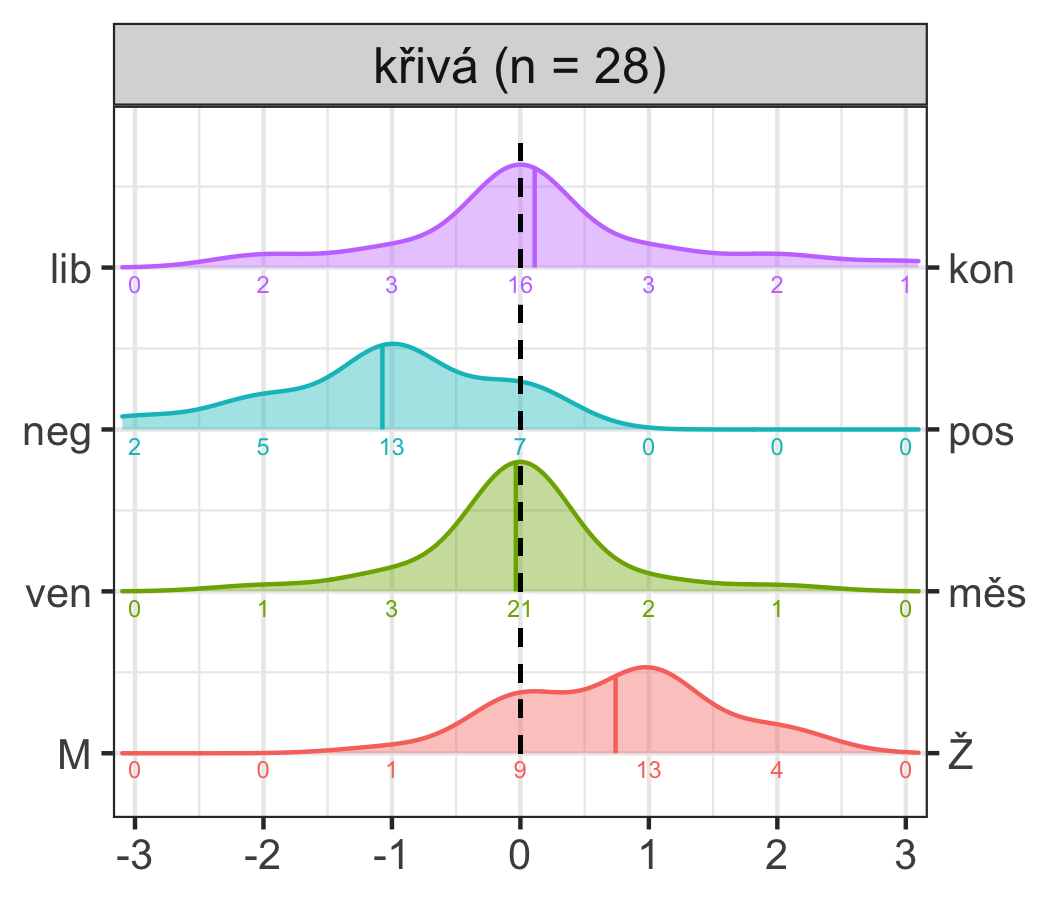 křivá (n = 28)
lib kon
0 2 3 16 3 2 1
neg pos
2 5 13 7 0 0 0
ven měs
0 1 3 21 2 1 0
M Ž
0 0 1 9 13 4 0
-3 -2 -1 0 1 2 3